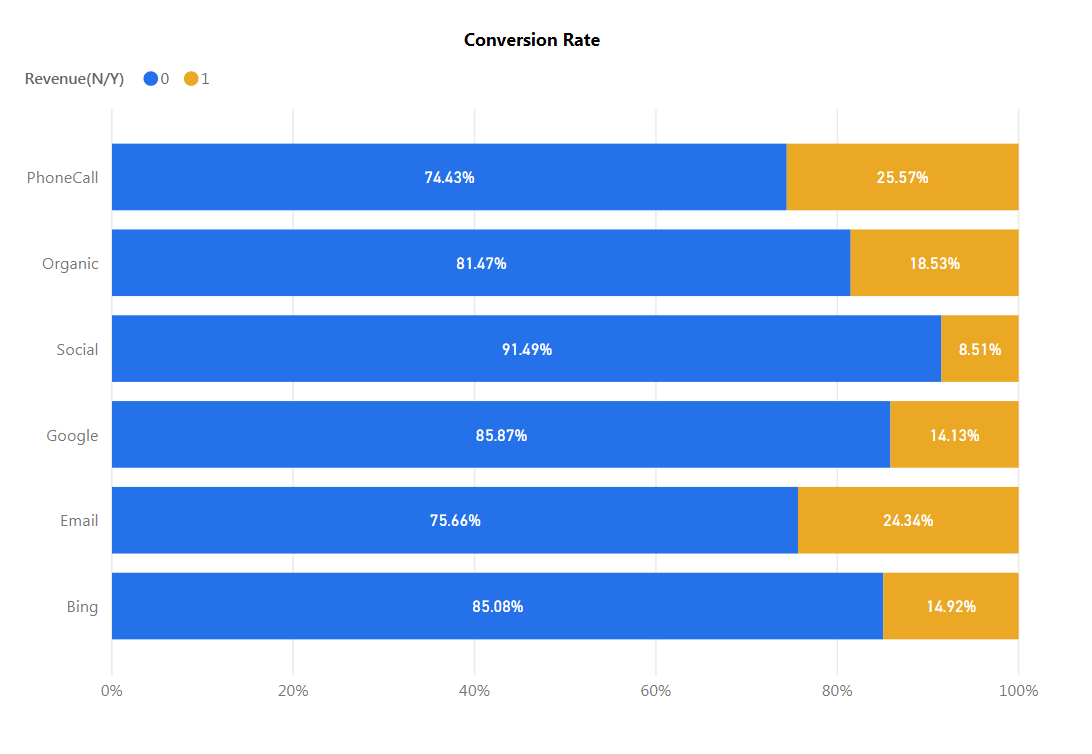 Conversion Rate
Revenue(N/Y) 0 1
PhoneCall 74.43% 25.57%
Organic 81.47% 18.53%
Social 91.49% 8.51%
Google 85.87% 14.13%
Email 75.66% 24.34%
Bing 85.08% 14.92%
0% 20% 40% 60% 80% 100%